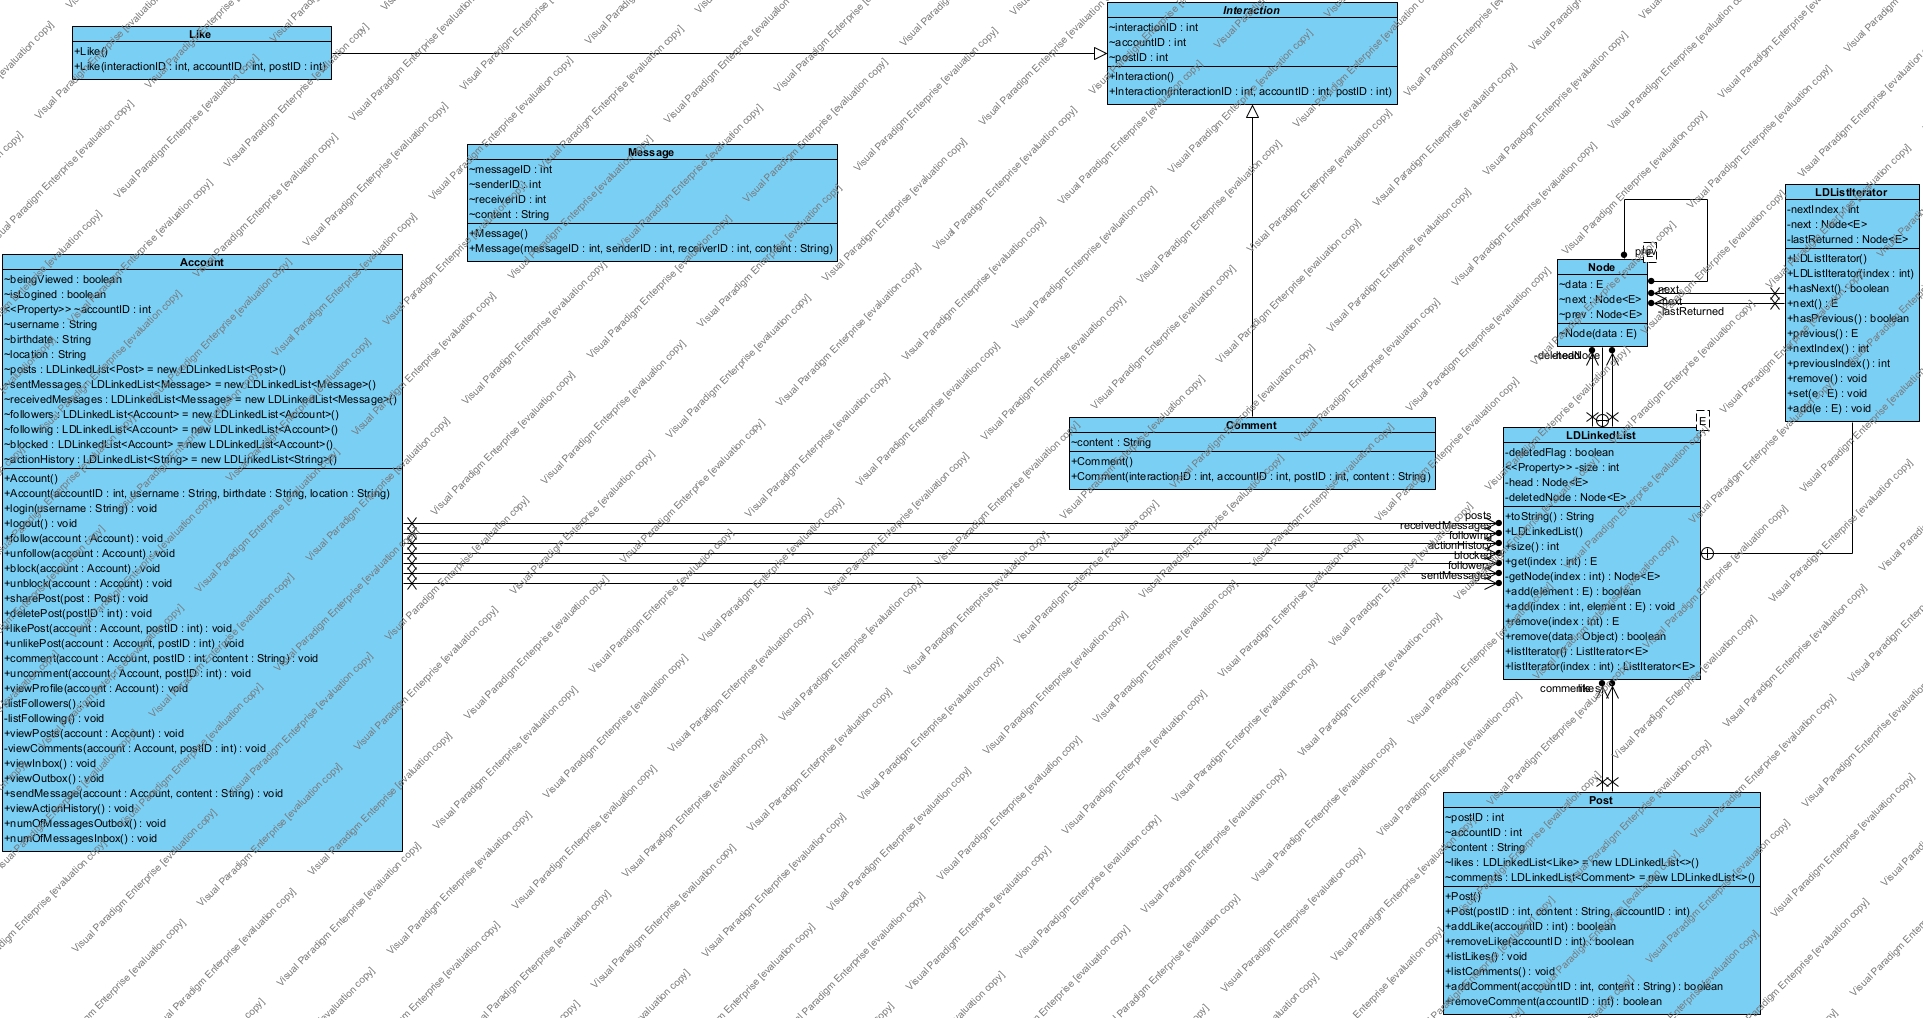 Like
+Like()
+Like(interactionID : int, accountID : int, postID : int)
Interaction
~interactionID : int
~accountID : int
~postID : int
+Interaction()
+Interaction(interactionID : int, accountID : int, postID : int)
Message
~messageID : int
~senderID : int
~receiverID : int
~content : String
+Message()
+Message(messageID : int, senderID : int, receiverID : int, content : String)
LDListIterator
-nextIndex : int
-next : Node<E>
-lastReturned : Node<E>
+LDListIterator()
+LDListIterator(index : int)
+hasNext() : boolean
+next() : E
+hasPrevious() : boolean
+previous() : E
+nextIndex() : int
+previousIndex() : int
+remove() : void
+set(e : E) : void
+add(e : E) : void
E
Node
~data : E
~next : Node<E>
~prev : Node<E>
~Node(data : E)
~next
-next
-lastReturned
Account
~beingViewed : boolean
~isLogined : boolean
<<Property>> ~accountID : int
~username : String
~birthdate : String
~location : String
~posts : LDLinkedList<Post> = new LDLinkedList<Post>()
~sentMessages : LDLinkedList<Message> = new LDLinkedList<Message>()
~receivedMessages : LDLinkedList<Message> = new LDLinkedList<Message>()
~followers : LDLinkedList<Account> = new LDLinkedList<Account>()
~following : LDLinkedList<Account> = new LDLinkedList<Account>()
~blocked : LDLinkedList<Account> = new LDLinkedList<Account>()
~actionHistory : LDLinkedList<String> = new LDLinkedList<String>()
+Account()
+Account(accountID : int, username : String, birthdate : String, location : String)
+login(username : String) : void
+logout() : void
+follow(account : Account) : void
+unfollow(account : Account) : void
+block(account : Account) : void
+unblock(account : Account) : void
+sharePost(post : Post) : void
+deletePost(postID : int) : void
+likePost(account : Account, postID : int) : void
+unlikePost(account : Account, postID : int) : void
+comment(account : Account, postID : int, content : String) : void
+uncomment(account : Account, postID : int) : void
+viewProfile(account : Account) : void
-listFollowers() : void
-listFollowing() : void
+viewPosts(account : Account) : void
-viewComments(account : Account, postID : int) : void
+viewInbox() : void
+viewOutbox() : void
+sendMessage(account : Account, content : String) : void
+viewActionHistory() : void
+numOfMessagesOutbox() : void
+numOfMessagesInbox() : void
Comment
~content : String
+Comment()
+Comment(interactionID : int, accountID : int, postID : int, content : String)
E
LDLinkedList
-deletedFlag : boolean
<<Property>> -size : int
-head : Node<E>
-deletedNode : Node<E>
+toString() : String
+LDLinkedList()
+size() : int
+get(index : int) : E
-getNode(index : int) : Node<E>
+add(element : E) : boolean
+add(index : int, element : E) : void
+remove(index : int) : E
+remove(data : Object) : boolean
+listIterator() : ListIterator<E>
+listIterator(index : int) : ListIterator<E>
posts
receivedMessages
following
actionHistory
blocked
followers
sentMessages
Post
~postID : int
~accountID : int
~content : String
~likes : LDLinkedList<Like> = new LDLinkedList<>()
~comments : LDLinkedList<Comment> = new LDLinkedList<>()
+Post()
+Post(postID : int, content : String, accountID : int)
+addLike(accountID : int) : boolean
+removeLike(accountID : int) : boolean
+listLikes() : void
+listComments() : void
+addComment(accountID : int, content : String) : boolean
+removeComment(accountID : int) : boolean
Visual Paradigm Enterprise [evaluation copy]